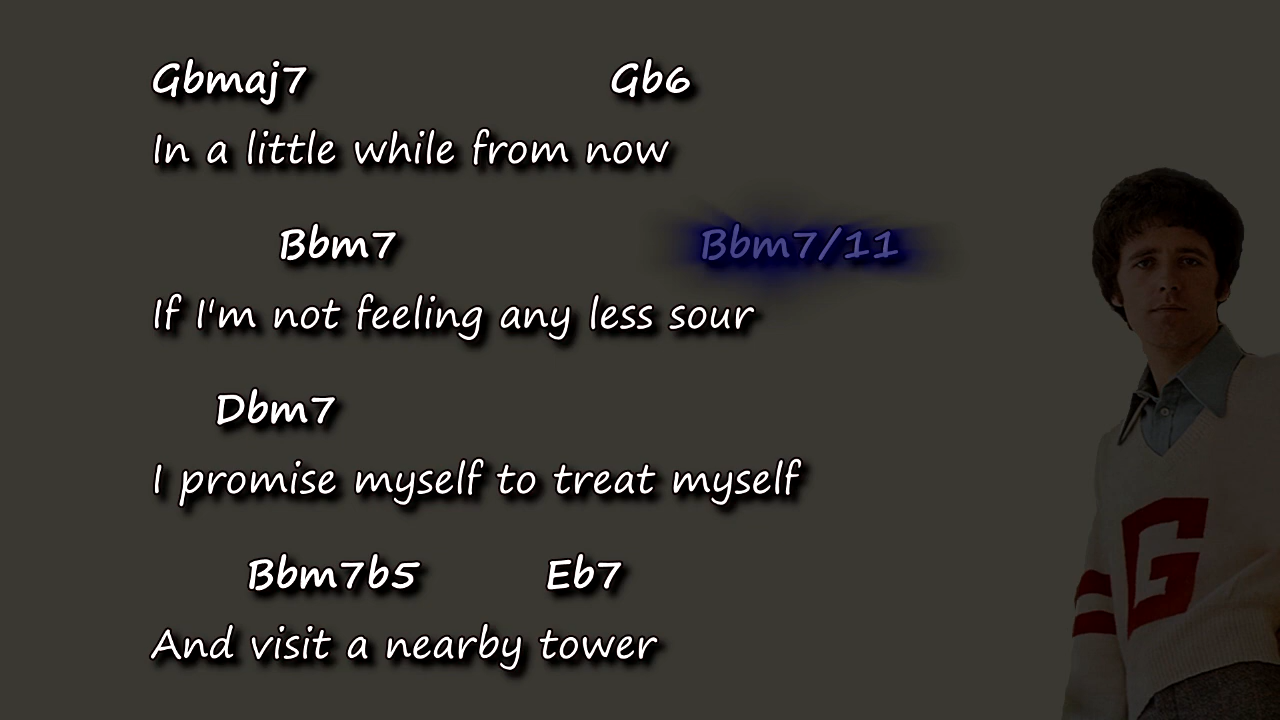 Gbmaj7 Gb6
In a little while from now
Bbm7 Bbm7/11
If I'm not feeling any less sour
Dbm7
I promise myself to treat myself
Bbm7b5 Eb7
And visit a nearby tower
G